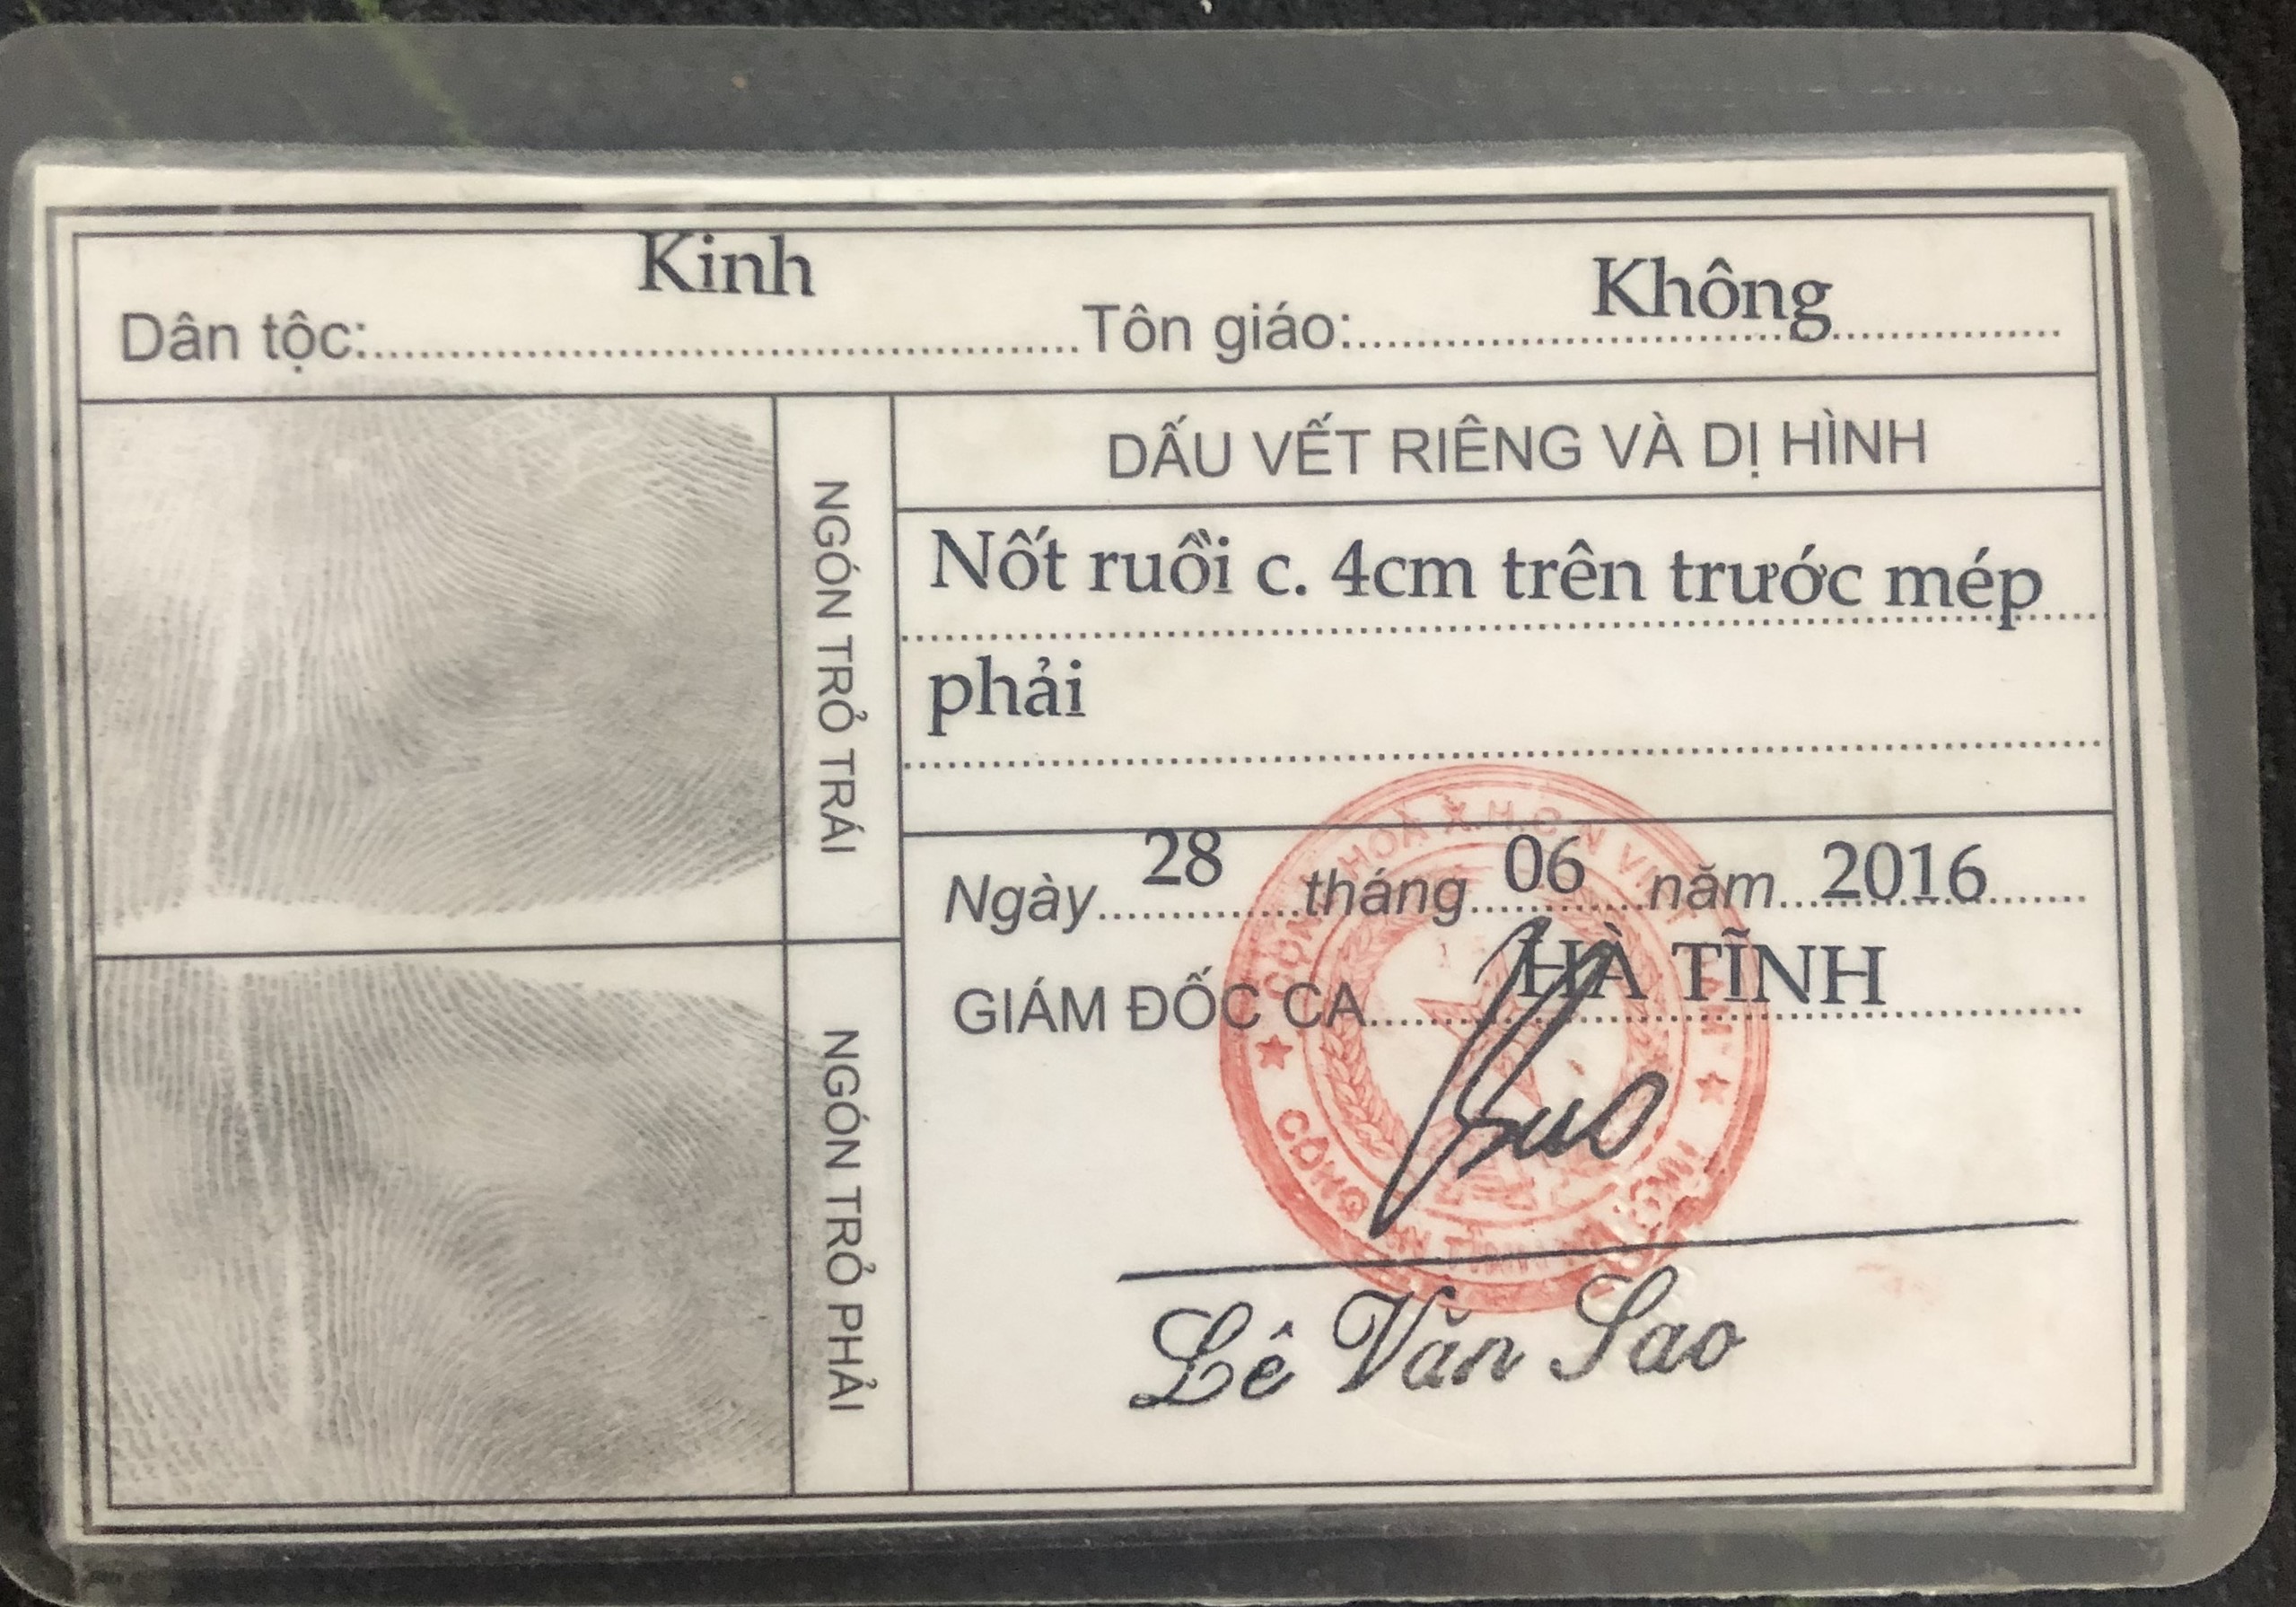 Dân tộc: Kinh Tôn giáo: Không
NGÓN TRỎ TRÁI
DẤU VẾT RIÊNG VÀ DỊ HÌNH
Nốt ruồi c. 4cm trên trước mép
phải
Ngày 28 tháng 06 năm 2016
GIÁM ĐỐC CA HÀ TĨNH
NGÓN TRỎ PHẢI
Lê Văn Sao